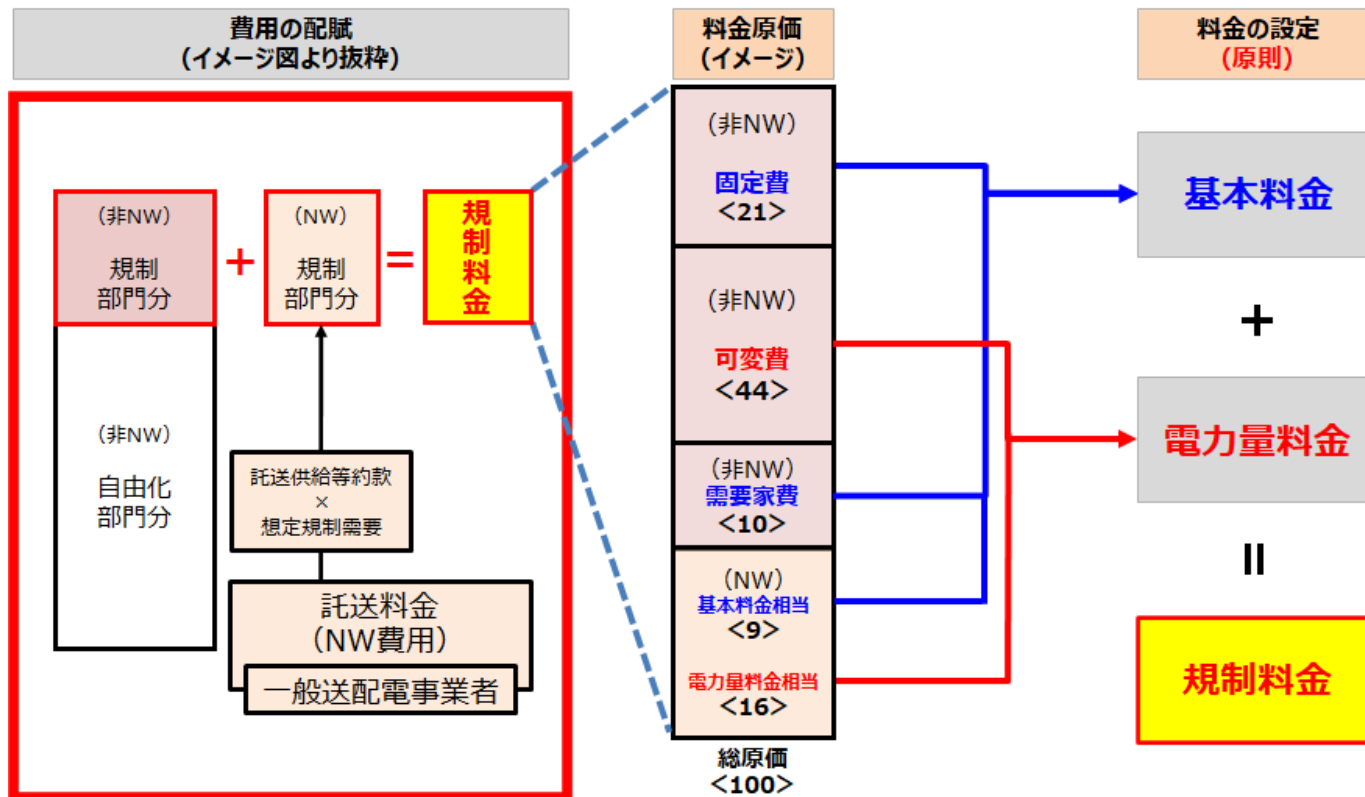 費用の配賦
(イメージ図より抜粋)
(非NW)
規制
部門分
+
(NW)
規制
部門分
=
規制料金
(非NW)
自由化
部門分
託送供給等約款
×
想定規制需要
託送料金
(NW費用)
一般送配電事業者
料金原価
(イメージ)
(非NW)
固定費
<21>
(非NW)
可変費
<44>
(非NW)
需要家費
<10>
(NW)
基本料金相当
<9>
電力量料金相当
<16>
総原価
<100>
料金の設定
(原則)
基本料金
+
電力量料金
=
規制料金